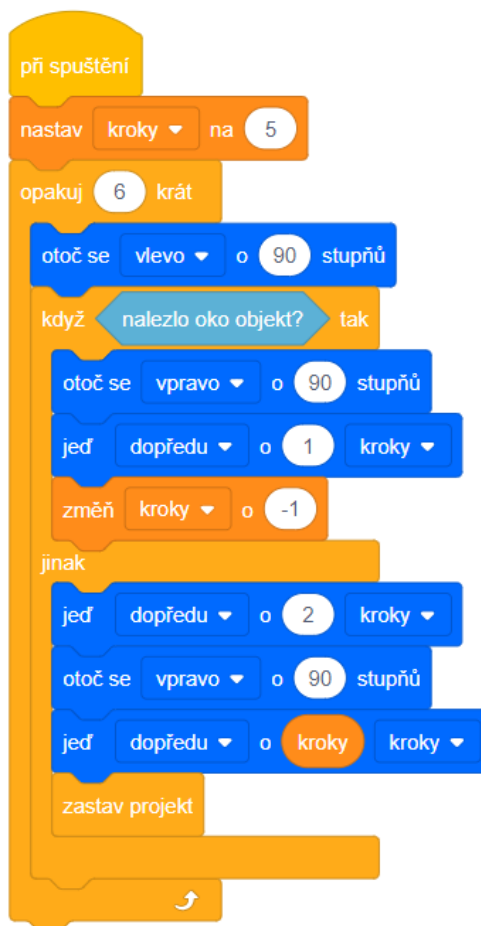 při spuštění
nastav kroky na 5
opakuj 6 krát
otoč se vlevo o 90 stupňů
když nalezlo oko objekt? tak
otoč se vpravo o 90 stupňů
jeď dopředu o 1 kroky
změň kroky o -1
jinak
jeď dopředu o 2 kroky
otoč se vpravo o 90 stupňů
jeď dopředu o kroky kroky
zastav projekt